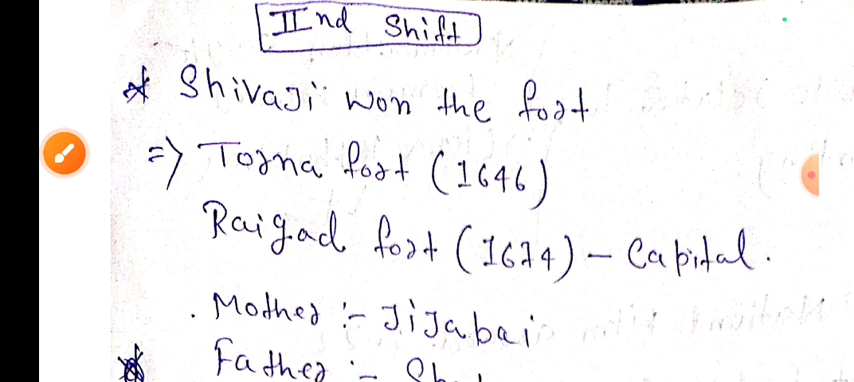 IInd Shift
* Shivaji won the fort
=> Torna fort (1646)
Raigad fort (1674) - Capital.
. Mother :- Jijabai
* Father :-